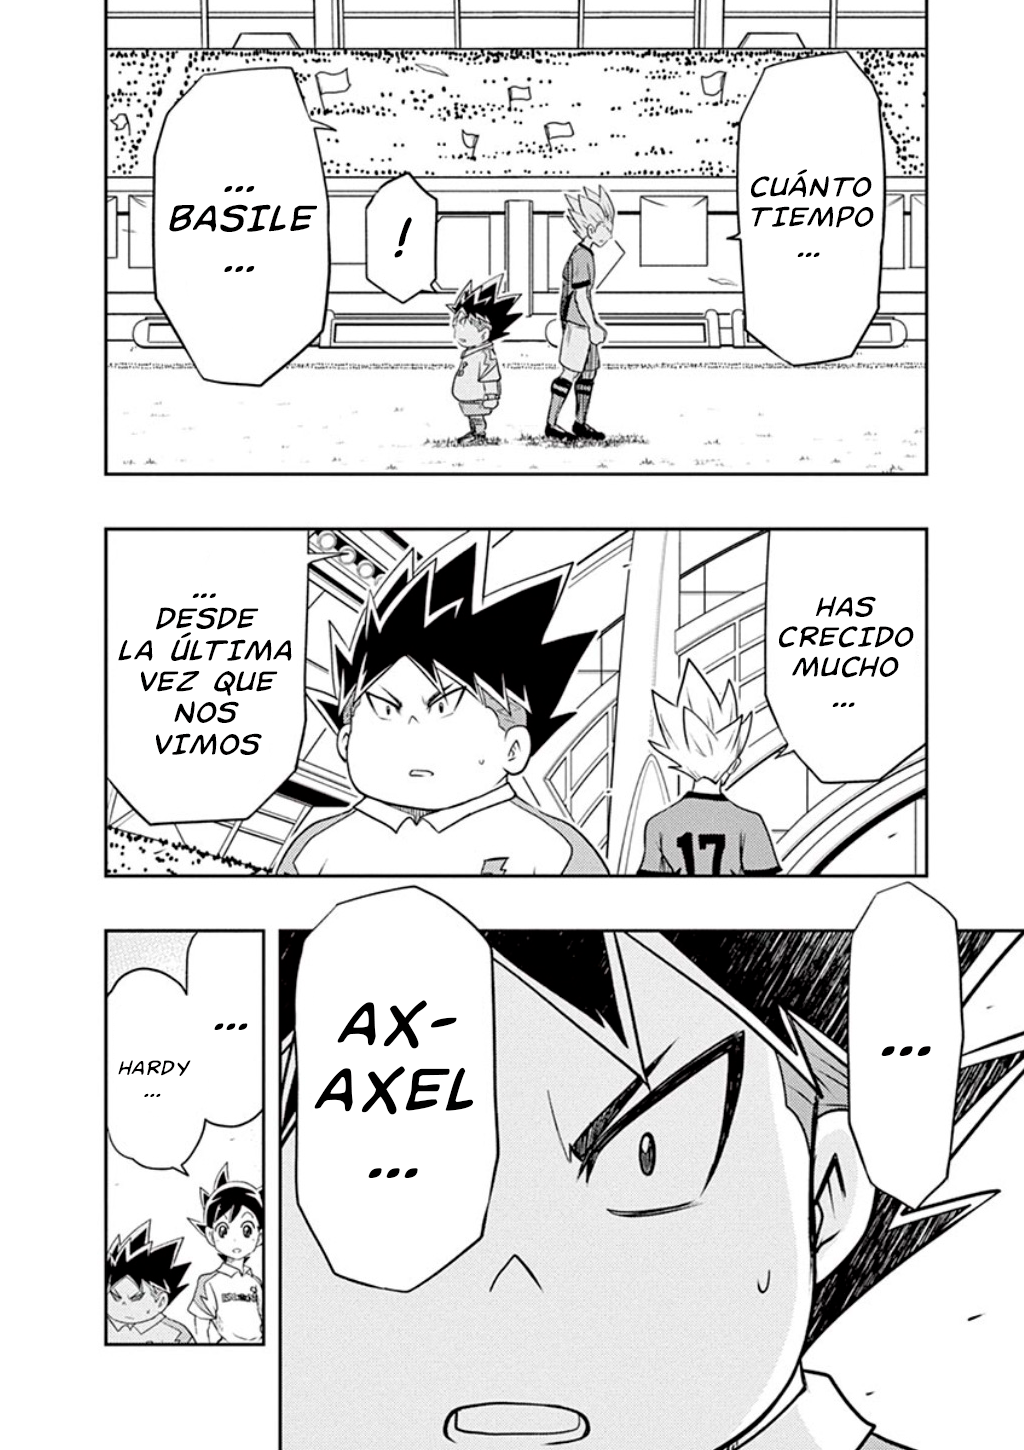 CUÁNTO
TIEMPO
...
!
...
BASILE
...
HAS
CRECIDO
MUCHO
...
...
DESDE
LA ÚLTIMA
VEZ QUE
NOS
VIMOS
17
...
AX-
AXEL
...
...
HARDY
...